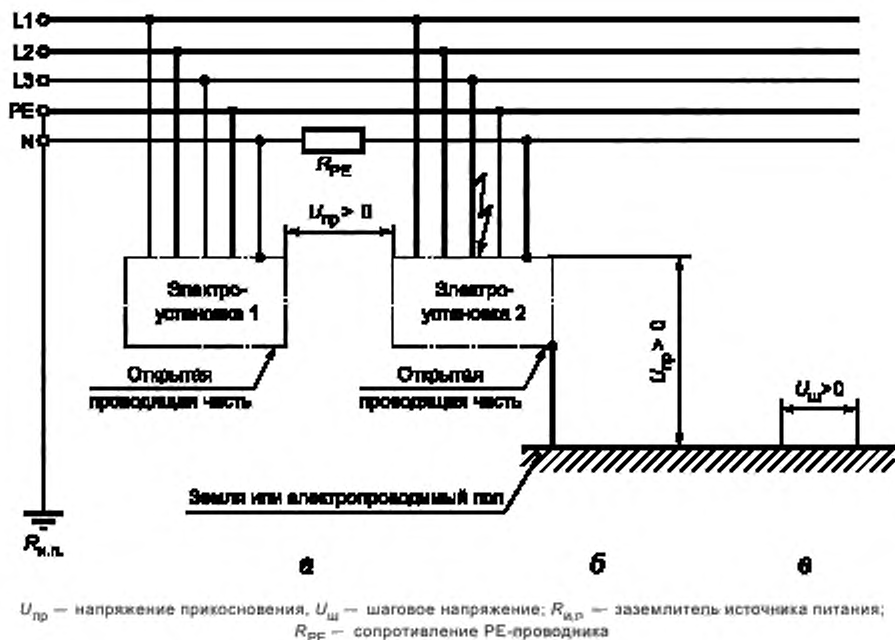 L1
L2
L3
PE
N
R_PE
U_пр > 0
Электро-
установка 1
Электро-
установка 2
U_пр > 0
Открытая
проводящая часть
Открытая
проводящая часть
U_ш>0
Земля или электропроводный пол
R_и.п.
а б в
U_пр — напряжение прикосновения, U_ш — шаговое напряжение; R_и.р — заземлитель источника питания;
R_PE — сопротивление PE-проводника